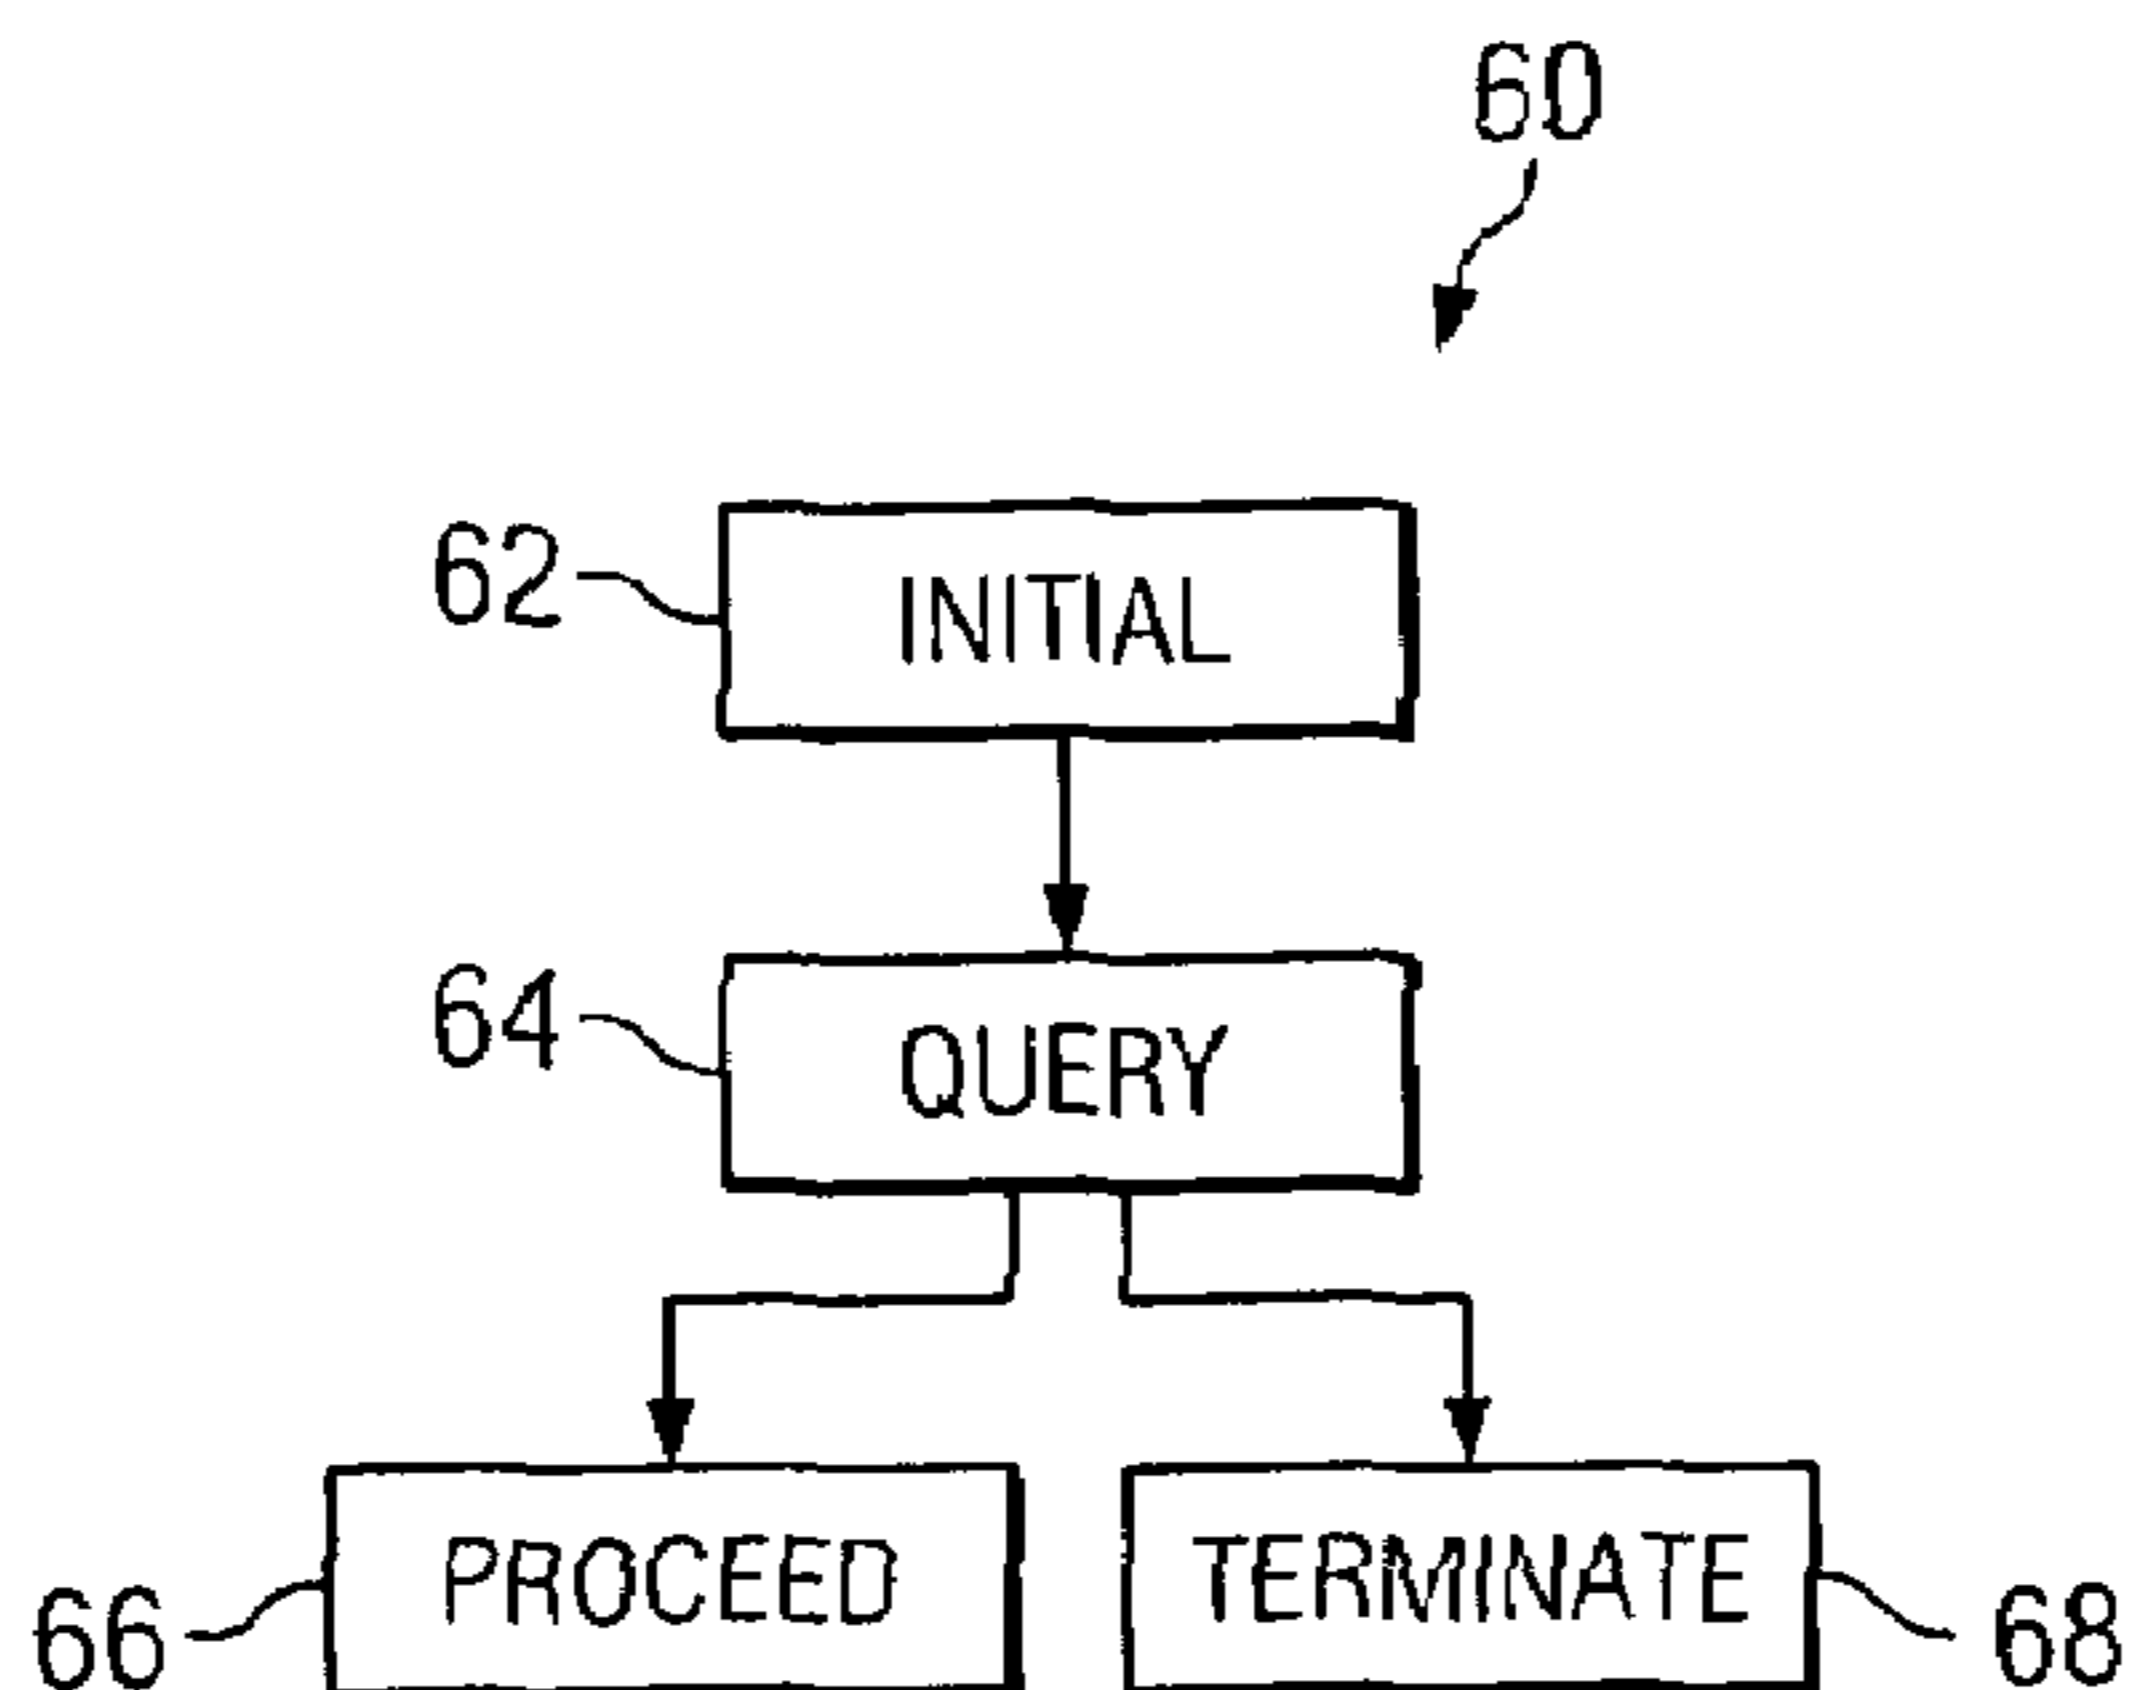 60
62
INITIAL
64
QUERY
PROCEED
TERMINATE
66
68